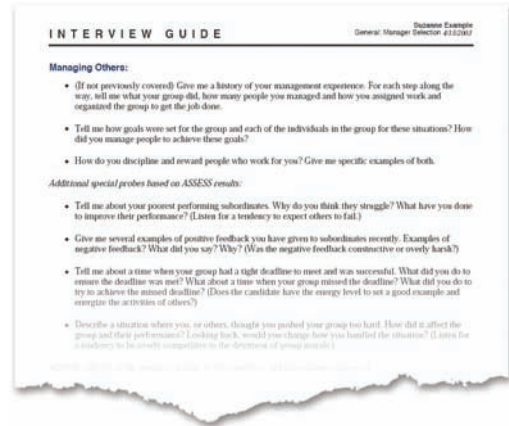 INTERVIEW GUIDE
Suzanne Example
General Manager Selection
Managing Others:
• (If not previously covered) Give me a history of your management experience. For each step along the
way, tell me what your group did, how many people you managed and how you assigned work and
organized the group to get the job done.
• Tell me how goals were set for the group and each of the individuals in the group for these situations? How
did you manage people to achieve these goals?
• How do you discipline and reward people who work for you? Give me specific examples of both.
Additional special probes based on ASSESS results:
• Tell me about your poorest performing subordinates. Why do you think they struggle? What have you done
to improve their performance? (Listen for a tendency to expect others to fail.)
• Give me several examples of positive feedback you have given to subordinates recently. Examples of
negative feedback? What did you say? Why? (Was the negative feedback constructive or overly harsh?)
• Tell me about a time when your group had a tight deadline to meet and was successful. What did you do to
ensure the deadline was met? What about a time when your group missed the deadline? What did you do to
try to achieve the missed deadline? (Does the candidate have the energy level to set a good example and
energize the activities of others?)
• Describe a situation where you, or others, thought you pushed your group too hard. How did it affect the
group and their performance? Looking back, would you change how you handled the situation? (Listen for
a tendency to be overly competitive to the detriment of group morale.)